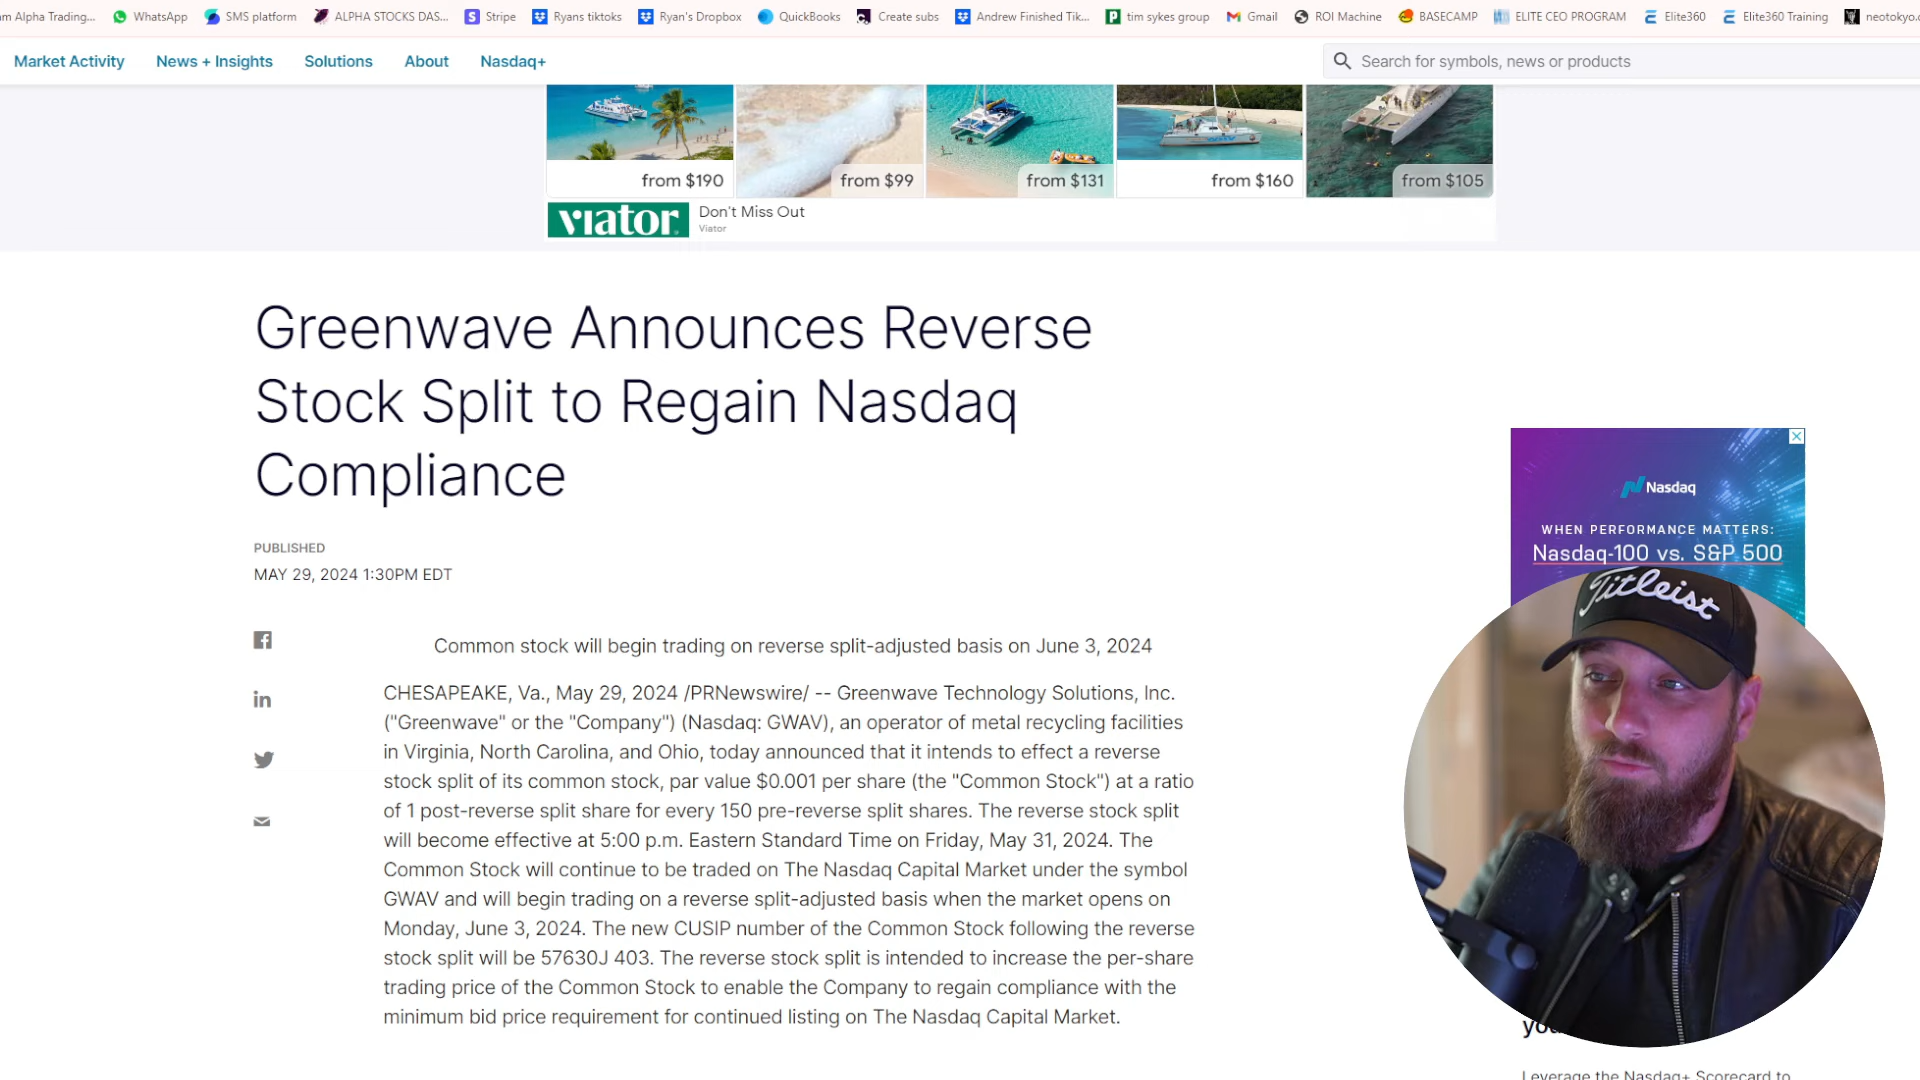 m Alpha Trading...
WhatsApp
SMS platform
ALPHA STOCKS DAS...
Stripe
Ryans tiktoks
Ryan's Dropbox
QuickBooks
Create subs
Andrew Finished Tik...
tim sykes group
Gmail
ROI Machine
BASECAMP
ELITE CEO PROGRAM
Elite360
Elite360 Training
neotokyo.c
Market Activity
News + Insights
Solutions
About
Nasdaq+
Search for symbols, news or products
from $190
from $99
from $131
from $160
from $105
viator
Don't Miss Out
Viator
Greenwave Announces Reverse
Stock Split to Regain Nasdaq
Compliance
PUBLISHED
MAY 29, 2024 1:30PM EDT
Common stock will begin trading on reverse split-adjusted basis on June 3, 2024
CHESAPEAKE, Va., May 29, 2024 /PRNewswire/ -- Greenwave Technology Solutions, Inc.
("Greenwave" or the "Company") (Nasdaq: GWAV), an operator of metal recycling facilities
in Virginia, North Carolina, and Ohio, today announced that it intends to effect a reverse
stock split of its common stock, par value $0.001 per share (the "Common Stock") at a ratio
of 1 post-reverse split share for every 150 pre-reverse split shares. The reverse stock split
will become effective at 5:00 p.m. Eastern Standard Time on Friday, May 31, 2024. The
Common Stock will continue to be traded on The Nasdaq Capital Market under the symbol
GWAV and will begin trading on a reverse split-adjusted basis when the market opens on
Monday, June 3, 2024. The new CUSIP number of the Common Stock following the reverse
stock split will be 57630J 403. The reverse stock split is intended to increase the per-share
trading price of the Common Stock to enable the Company to regain compliance with the
minimum bid price requirement for continued listing on The Nasdaq Capital Market.
Nasdaq
WHEN PERFORMANCE MATTERS:
Nasdaq-100 vs. S&P 500
Titleist
Leverage the Nasdaq+ Scorecard to